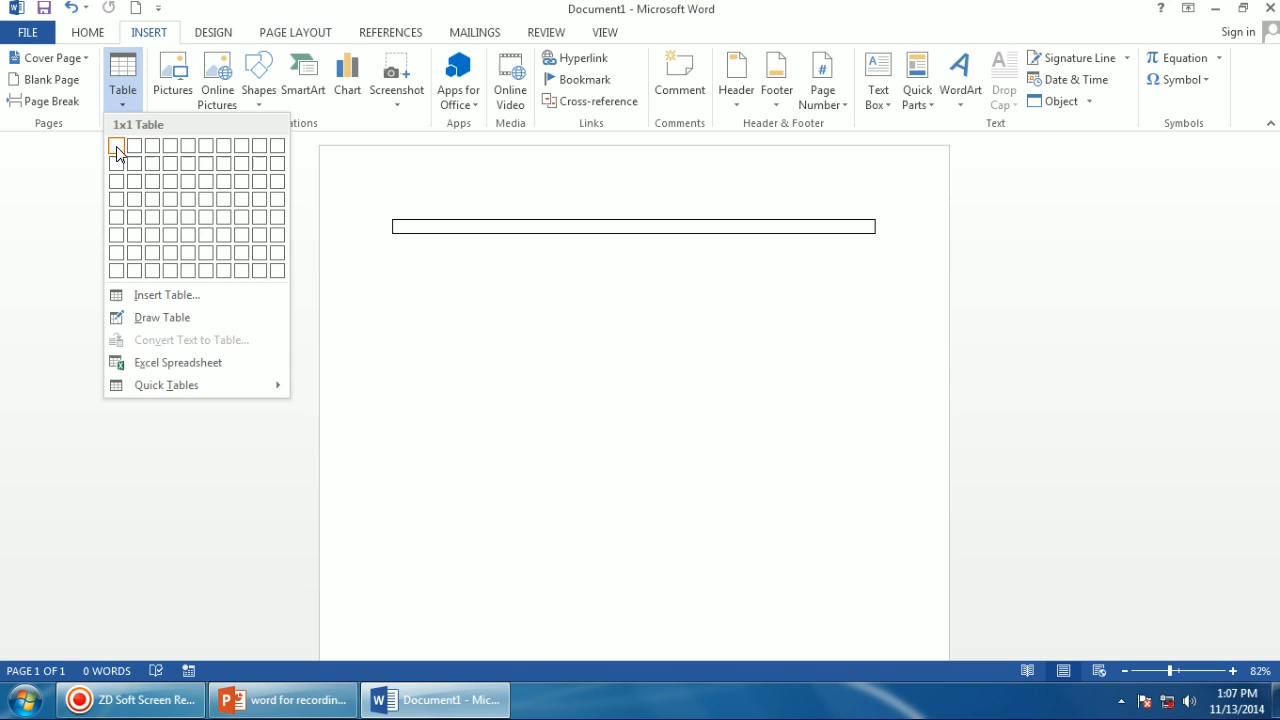 Document1 - Microsoft Word
FILE HOME INSERT DESIGN PAGE LAYOUT REFERENCES MAILINGS REVIEW VIEW Sign in
Cover Page
Blank Page
Page Break
Pages
Table
Pictures
Online Pictures
Shapes
SmartArt
Chart
Screenshot
ations
Apps for Office
Apps
Online Video
Media
Hyperlink
Bookmark
Cross-reference
Links
Comment
Comments
Header
Footer
Page Number
Header & Footer
Text Box
Quick Parts
WordArt
Drop Cap
Signature Line
Date & Time
Object
Text
Equation
Symbol
Symbols
1x1 Table
Insert Table...
Draw Table
Convert Text to Table...
Excel Spreadsheet
Quick Tables
PAGE 1 OF 1 0 WORDS 82%
ZD Soft Screen Re... word for recordin... Document1 - Mic... 1:07 PM
11/13/2014